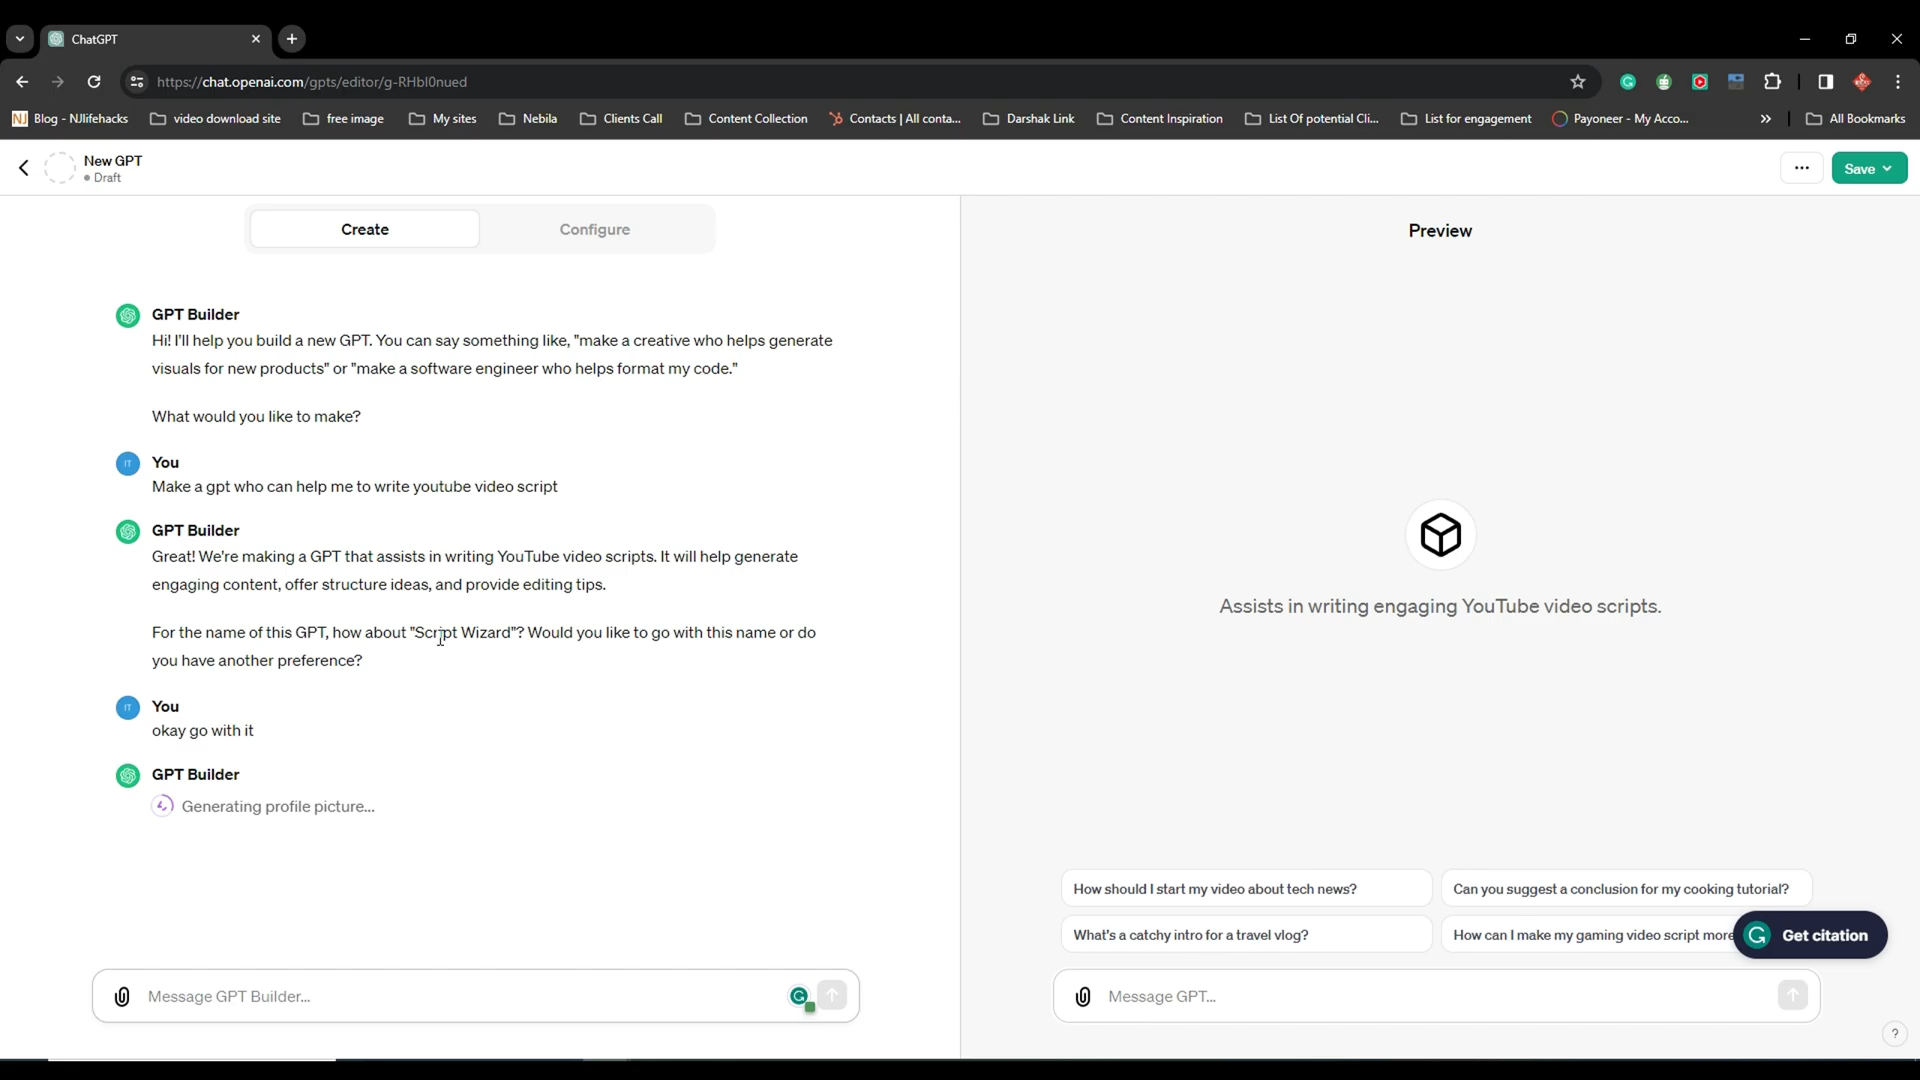 ChatGPT
https://chat.openai.com/gpts/editor/g-RHbl0nued
NJ Blog - NJlifehacks
video download site
free image
My sites
Nebila
Clients Call
Content Collection
Contacts | All conta...
Darshak Link
Content Inspiration
List Of potential Cli...
List for engagement
Payoneer - My Acco...
All Bookmarks
New GPT
Draft
Save
Create
Configure
Preview
GPT Builder
Hi! I'll help you build a new GPT. You can say something like, "make a creative who helps generate
visuals for new products" or "make a software engineer who helps format my code."
What would you like to make?
IT
You
Make a gpt who can help me to write youtube video script
GPT Builder
Great! We're making a GPT that assists in writing YouTube video scripts. It will help generate
engaging content, offer structure ideas, and provide editing tips.
For the name of this GPT, how about "Script Wizard"? Would you like to go with this name or do
you have another preference?
IT
You
okay go with it
GPT Builder
Generating profile picture...
Message GPT Builder...
Assists in writing engaging YouTube video scripts.
How should I start my video about tech news?
Can you suggest a conclusion for my cooking tutorial?
What's a catchy intro for a travel vlog?
How can I make my gaming video script more
Get citation
Message GPT...
?